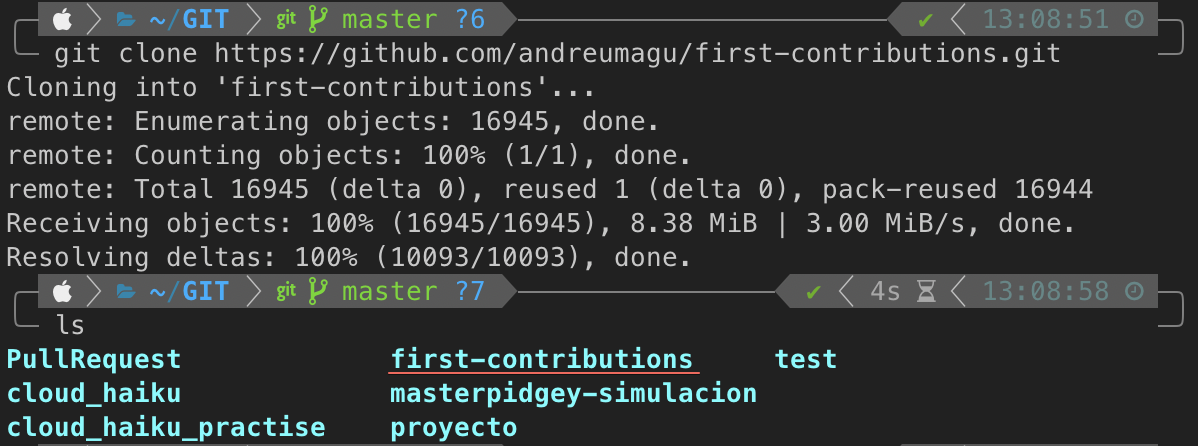 ~/GIT git master ?6 ✔ 13:08:51
git clone https://github.com/andreumagu/first-contributions.git
Cloning into 'first-contributions'...
remote: Enumerating objects: 16945, done.
remote: Counting objects: 100% (1/1), done.
remote: Total 16945 (delta 0), reused 1 (delta 0), pack-reused 16944
Receiving objects: 100% (16945/16945), 8.38 MiB | 3.00 MiB/s, done.
Resolving deltas: 100% (10093/10093), done.
~/GIT git master ?7 ✔ 4s 13:08:58
ls
PullRequest first-contributions test
cloud_haiku masterpidgey-simulacion
cloud_haiku_practise proyecto